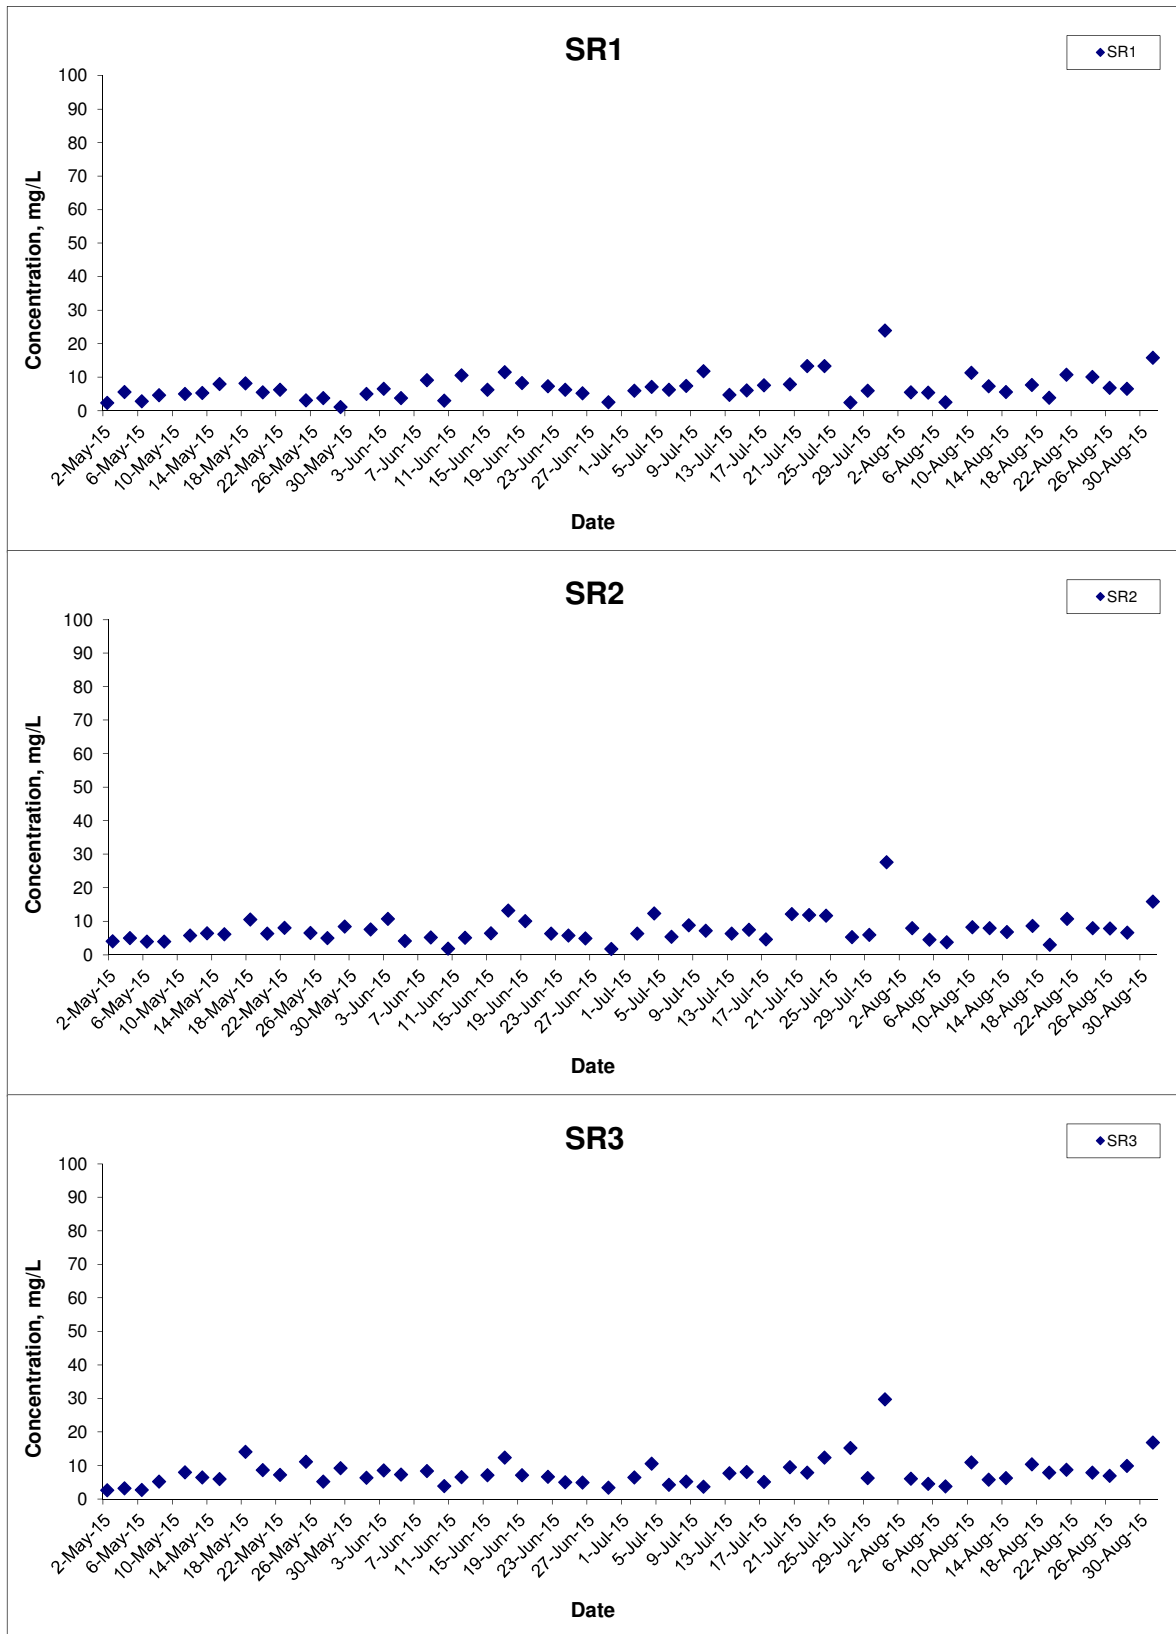 SR1
SR1
100
90
80
70
60
50
40
30
20
10
0
Concentration, mg/L
2-May-15
6-May-15
10-May-15
14-May-15
18-May-15
22-May-15
26-May-15
30-May-15
3-Jun-15
7-Jun-15
11-Jun-15
15-Jun-15
19-Jun-15
23-Jun-15
27-Jun-15
1-Jul-15
5-Jul-15
9-Jul-15
13-Jul-15
17-Jul-15
21-Jul-15
25-Jul-15
29-Jul-15
2-Aug-15
6-Aug-15
10-Aug-15
14-Aug-15
18-Aug-15
22-Aug-15
26-Aug-15
30-Aug-15
Date
SR2
SR2
100
90
80
70
60
50
40
30
20
10
0
Concentration, mg/L
2-May-15
6-May-15
10-May-15
14-May-15
18-May-15
22-May-15
26-May-15
30-May-15
3-Jun-15
7-Jun-15
11-Jun-15
15-Jun-15
19-Jun-15
23-Jun-15
27-Jun-15
1-Jul-15
5-Jul-15
9-Jul-15
13-Jul-15
17-Jul-15
21-Jul-15
25-Jul-15
29-Jul-15
2-Aug-15
6-Aug-15
10-Aug-15
14-Aug-15
18-Aug-15
22-Aug-15
26-Aug-15
30-Aug-15
Date
SR3
SR3
100
90
80
70
60
50
40
30
20
10
0
Concentration, mg/L
2-May-15
6-May-15
10-May-15
14-May-15
18-May-15
22-May-15
26-May-15
30-May-15
3-Jun-15
7-Jun-15
11-Jun-15
15-Jun-15
19-Jun-15
23-Jun-15
27-Jun-15
1-Jul-15
5-Jul-15
9-Jul-15
13-Jul-15
17-Jul-15
21-Jul-15
25-Jul-15
29-Jul-15
2-Aug-15
6-Aug-15
10-Aug-15
14-Aug-15
18-Aug-15
22-Aug-15
26-Aug-15
30-Aug-15
Date